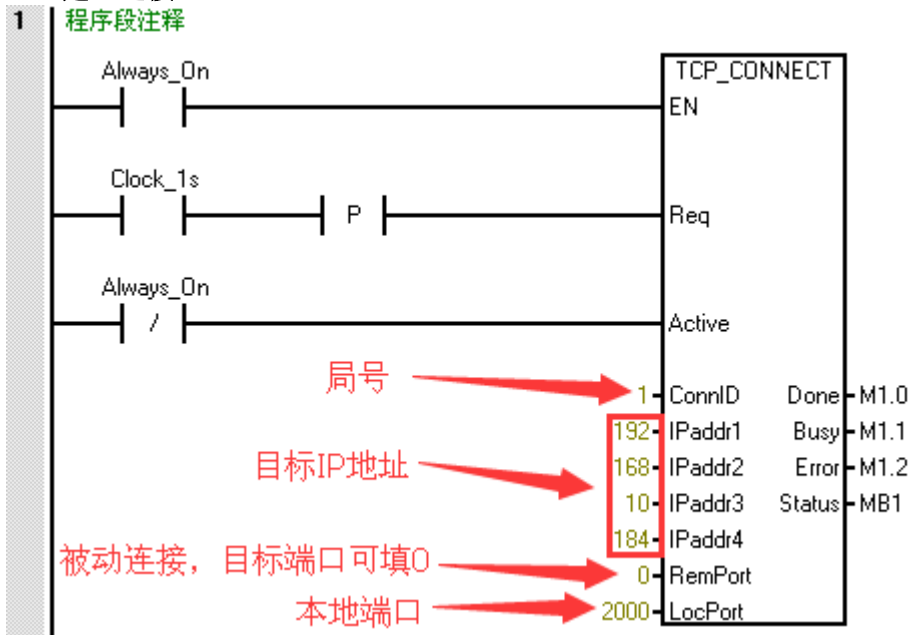 1 程序段注释
Always_On
TCP_CONNECT
EN
Clock_1s
P
Req
Always_On
/
Active
局号
1 ConnID Done M1.0
192 IPaddr1 Busy M1.1
目标IP地址
168 IPaddr2 Error M1.2
10 IPaddr3 Status MB1
184 IPaddr4
被动连接，目标端口可填0
0 RemPort
本地端口
2000 LocPort